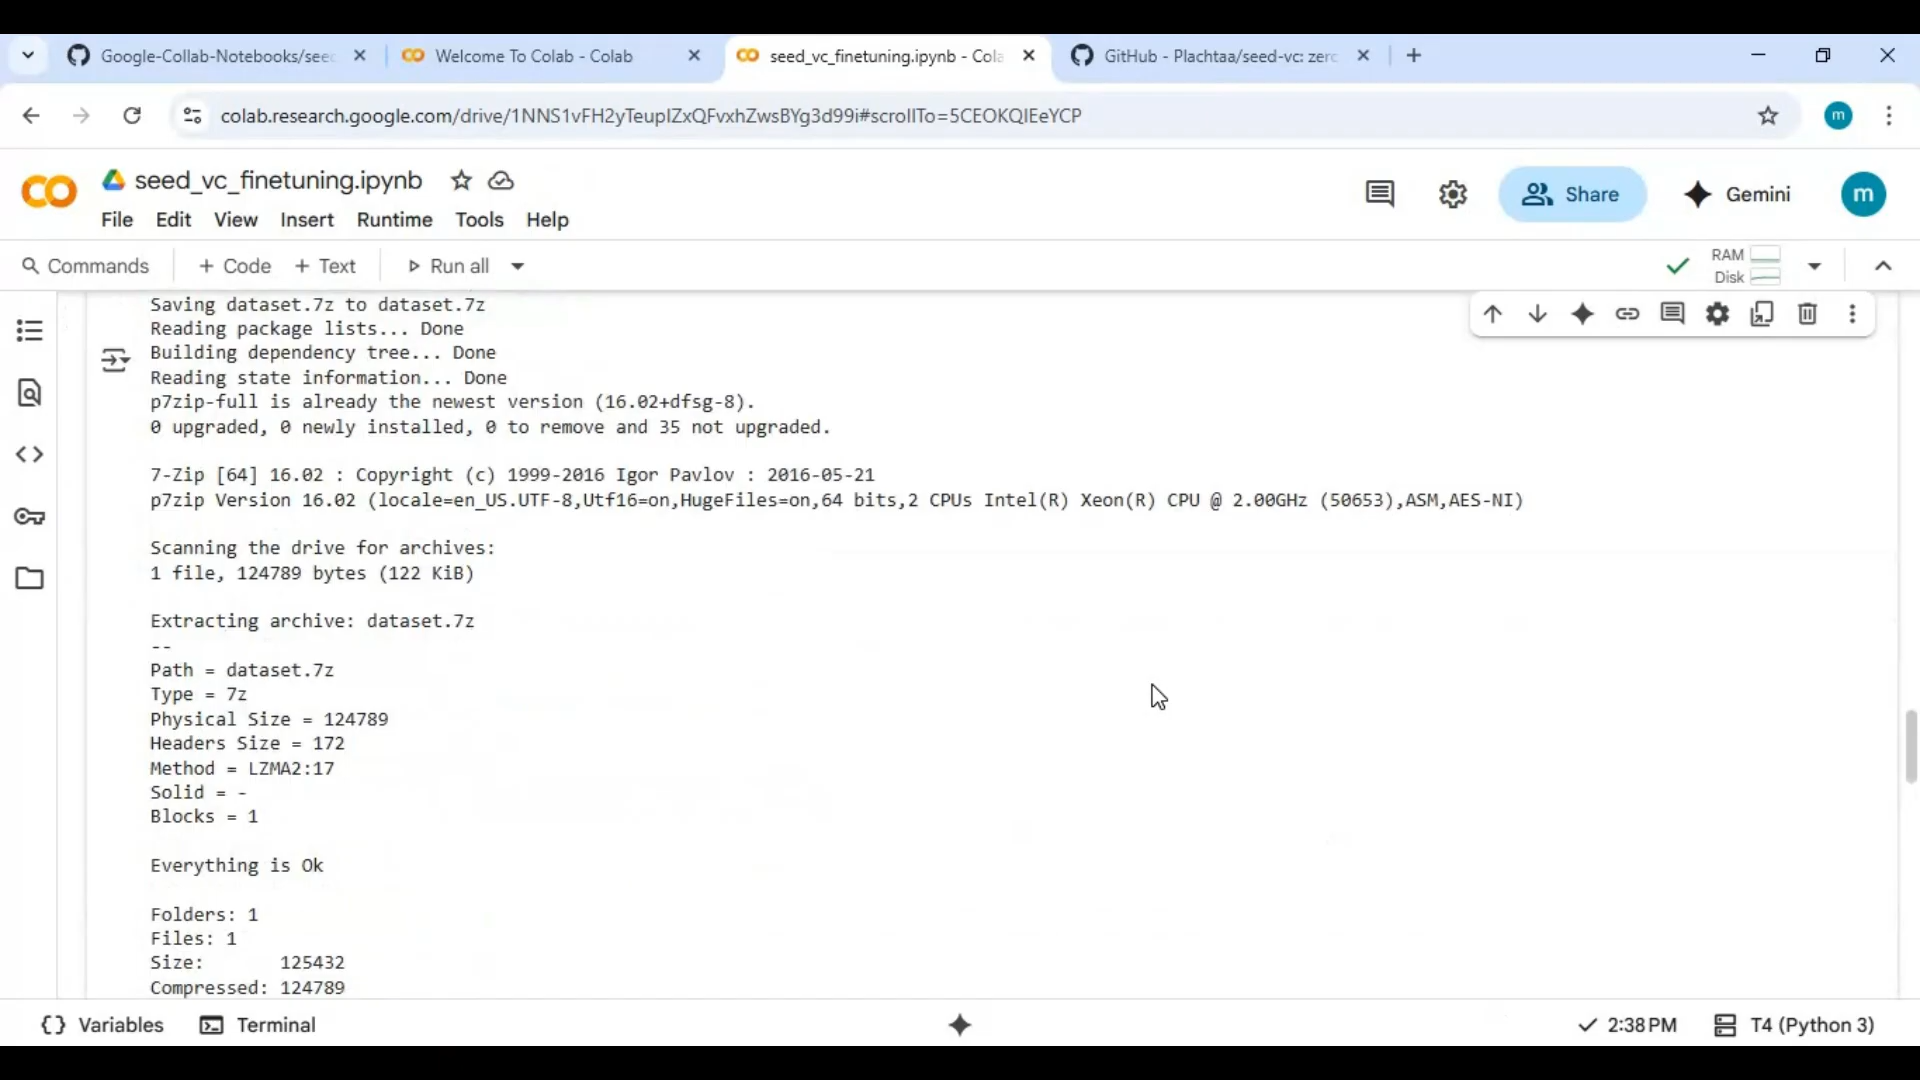 Google-Collab-Notebooks/seed
Welcome To Colab - Colab
seed_vc_finetuning.ipynb - Cola
GitHub - Plachtaa/seed-vc: zero
colab.research.google.com/drive/1NNS1vFH2yTeupIZxQFvxhZwsBYg3d99i#scrollTo=5CEOKQIEeYCP
m
CO
seed_vc_finetuning.ipynb
File Edit View Insert Runtime Tools Help
Share
Gemini
m
Commands + Code + Text Run all
RAM
Disk
Saving dataset.7z to dataset.7z
Reading package lists... Done
Building dependency tree... Done
Reading state information... Done
p7zip-full is already the newest version (16.02+dfsg-8).
0 upgraded, 0 newly installed, 0 to remove and 35 not upgraded.
7-Zip [64] 16.02 : Copyright (c) 1999-2016 Igor Pavlov : 2016-05-21
p7zip Version 16.02 (locale=en_US.UTF-8,Utf16=on,HugeFiles=on,64 bits,2 CPUs Intel(R) Xeon(R) CPU @ 2.00GHz (50653),ASM,AES-NI)
Scanning the drive for archives:
1 file, 124789 bytes (122 KiB)
Extracting archive: dataset.7z
--
Path = dataset.7z
Type = 7z
Physical Size = 124789
Headers Size = 172
Method = LZMA2:17
Solid = -
Blocks = 1
Everything is Ok
Folders: 1
Files: 1
Size:       125432
Compressed: 124789
Variables
Terminal
2:38 PM
T4 (Python 3)